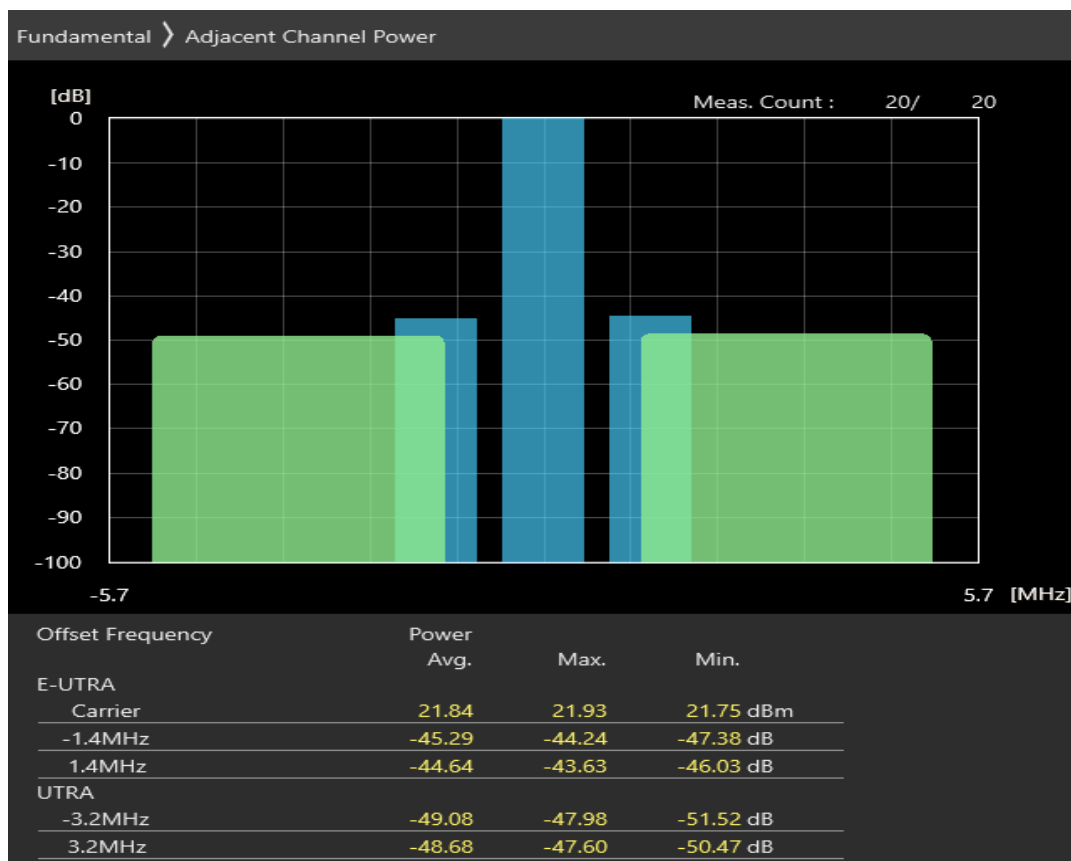 Fundamental 〉 Adjacent Channel Power
[dB]
Meas. Count : 20/ 20
0
-10
-20
-30
-40
-50
-60
-70
-80
-90
-100
-5.7 5.7 [MHz]
Offset Frequency Power
Avg. Max. Min.
E-UTRA
Carrier 21.84 21.93 21.75 dBm
-1.4MHz -45.29 -44.24 -47.38 dB
1.4MHz -44.64 -43.63 -46.03 dB
UTRA
-3.2MHz -49.08 -47.98 -51.52 dB
3.2MHz -48.68 -47.60 -50.47 dB